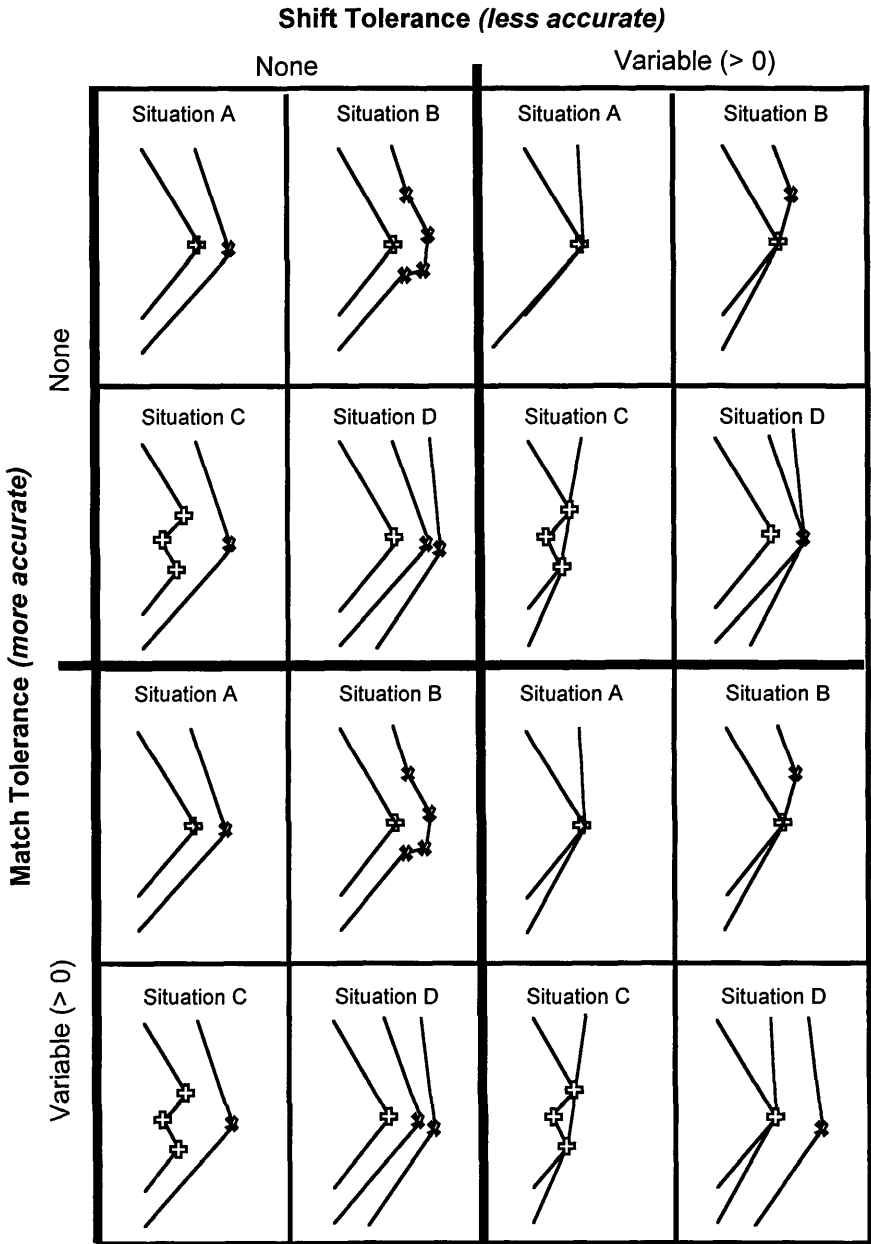 Shift Tolerance (less accurate)
None
Variable (> 0)
Match Tolerance (more accurate)
None
Situation A
Situation B
Situation A
Situation B
Situation C
Situation D
Situation C
Situation D
Variable (> 0)
Situation A
Situation B
Situation A
Situation B
Situation C
Situation D
Situation C
Situation D